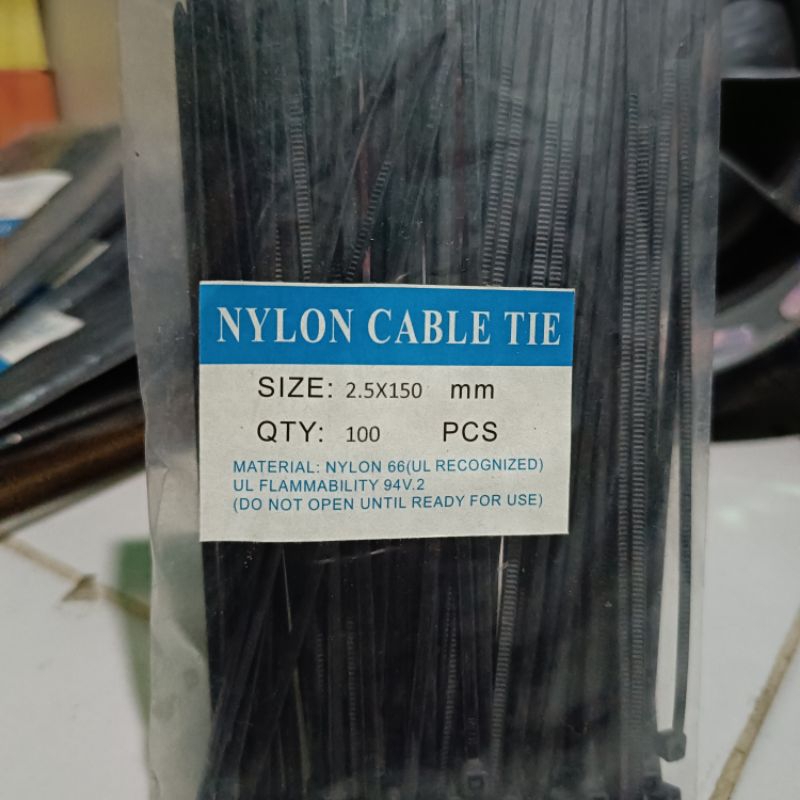 NYLON CABLE TIE
SIZE: 2.5X150 mm
QTY: 100 PCS
MATERIAL: NYLON 66(UL RECOGNIZED)
UL FLAMMABILITY 94V.2
(DO NOT OPEN UNTIL READY FOR USE)